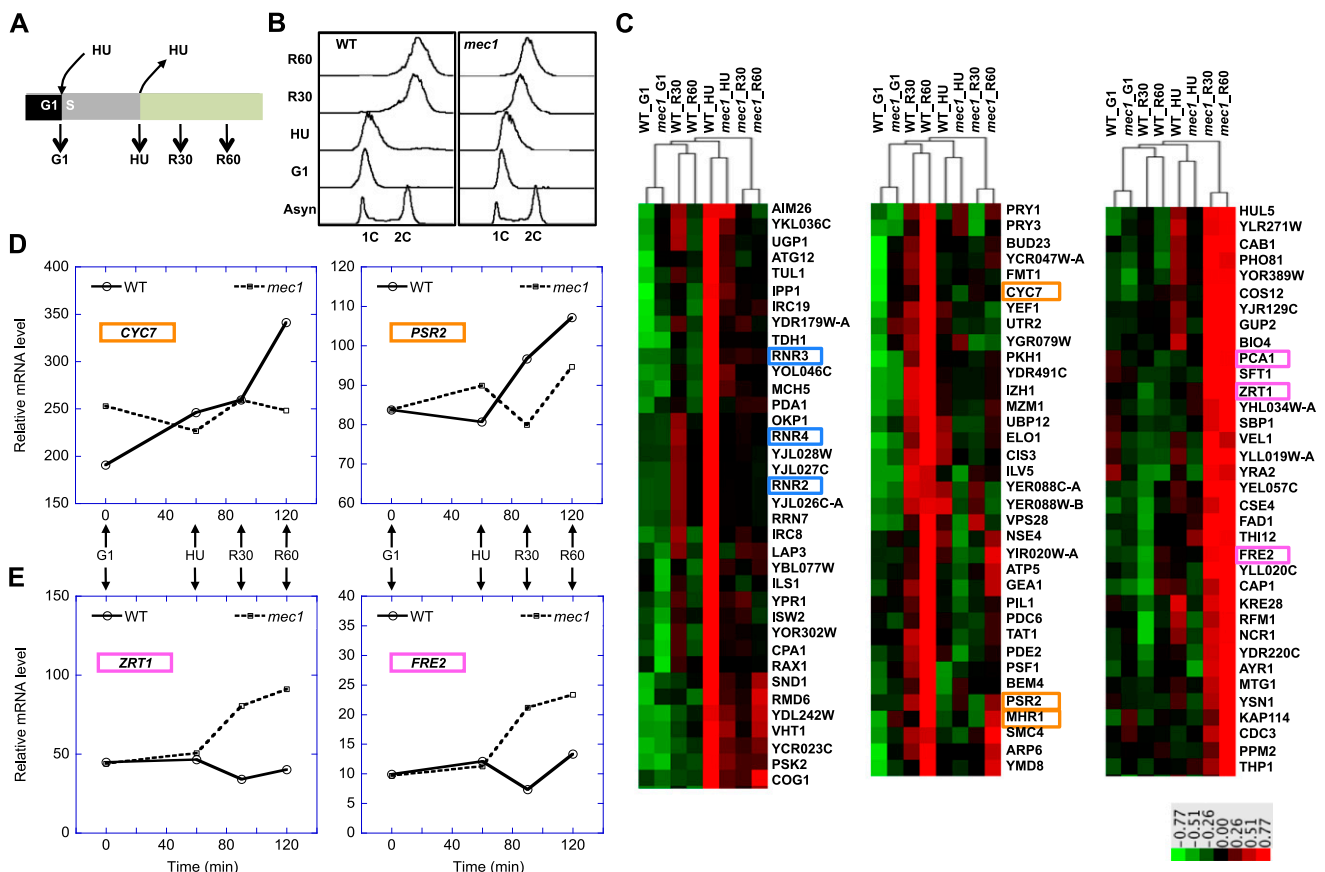 A
HU HU
G1 S
G1 HU R30 R60
B
WT mec1
R60
R30
HU
G1
Asyn
1C 2C 1C 2C
C
WT_G1 mec1_G1 WT_R30 WT_R60 WT_HU mec1_HU mec1_R30 mec1_R60
AIM26
YKL036C
UGP1
ATG12
TUL1
IPP1
IRC19
YDR179W-A
TDH1
RNR3
YOL046C
MCH5
PDA1
OKP1
RNR4
YJL028W
YJL027C
RNR2
YJL026C-A
RRN7
IRC8
LAP3
YBL077W
ILS1
YPR1
ISW2
YOR302W
CPA1
RAX1
SND1
RMD6
YDL242W
VHT1
YCR023C
PSK2
COG1
WT_G1 mec1_G1 WT_R30 WT_R60 WT_HU mec1_HU mec1_R30 mec1_R60
PRY1
PRY3
BUD23
YCR047W-A
FMT1
CYC7
YEF1
UTR2
YGR079W
PKH1
YDR491C
IZH1
MZM1
UBP12
ELO1
CIS3
ILV5
YER088C-A
YER088W-B
VPS28
NSE4
YIR020W-A
ATP5
GEA1
PIL1
PDC6
TAT1
PDE2
PSF1
BEM4
PSR2
MHR1
SMC4
ARP6
YMD8
WT_G1 mec1_G1 WT_R30 WT_R60 WT_HU mec1_HU mec1_R30 mec1_R60
HUL5
YLR271W
CAB1
PHO81
YOR389W
COS12
YJR129C
GUP2
BIO4
PCA1
SFT1
ZRT1
YHL034W-A
SBP1
VEL1
YLL019W-A
YRA2
YEL057C
CSE4
FAD1
THI12
FRE2
YLL020C
CAP1
KRE28
RFM1
NCR1
YDR220C
AYR1
MTG1
YSN1
KAP114
CDC3
PPM2
THP1
-0.77 -0.51 -0.26 0.00 0.26 0.51 0.77
D
Relative mRNA level
400
350
300
250
200
150
WT mec1
CYC7
0 40 80 120
120
110
100
90
80
70
60
WT mec1
PSR2
0 40 80 120
G1 HU R30 R60
G1 HU R30 R60
E
Relative mRNA level
150
100
50
0
WT mec1
ZRT1
0 40 80 120
Time (min)
40
35
30
25
20
15
10
5
0
WT mec1
FRE2
0 40 80 120
Time (min)